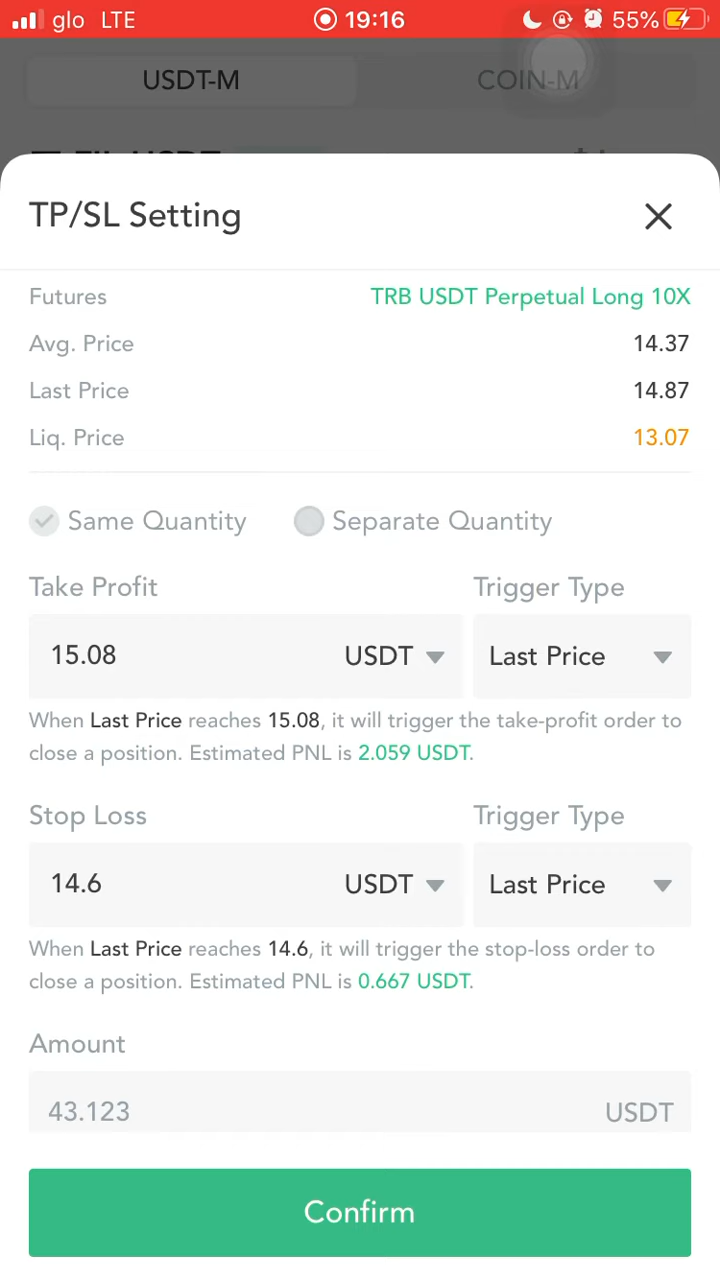 glo LTE 19:16 55%
USDT-M COIN-M
TP/SL Setting
Futures TRB USDT Perpetual Long 10X
Avg. Price 14.37
Last Price 14.87
Liq. Price 13.07
Same Quantity Separate Quantity
Take Profit Trigger Type
15.08 USDT Last Price
When Last Price reaches 15.08, it will trigger the take-profit order to
close a position. Estimated PNL is 2.059 USDT.
Stop Loss Trigger Type
14.6 USDT Last Price
When Last Price reaches 14.6, it will trigger the stop-loss order to
close a position. Estimated PNL is 0.667 USDT.
Amount
43.123 USDT
Confirm